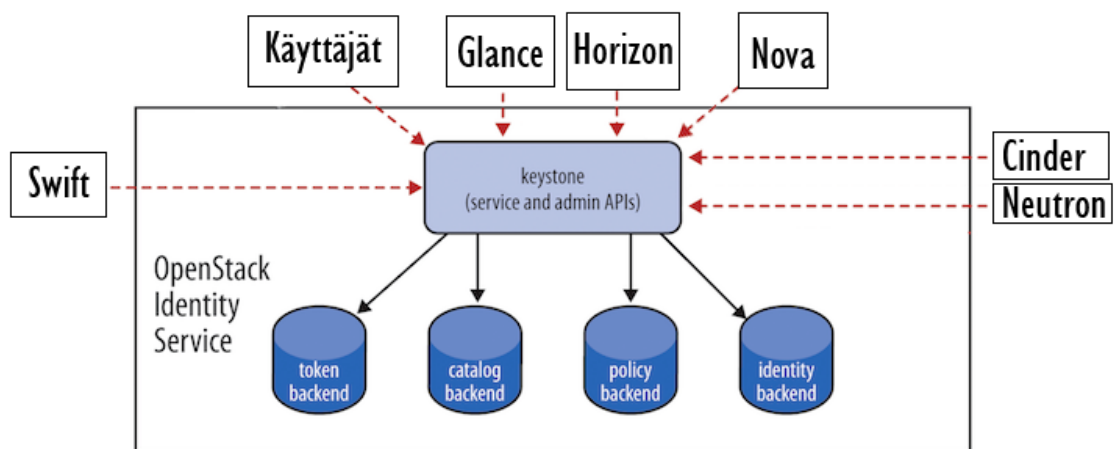 Käyttäjät
Glance
Horizon
Nova
Swift
Cinder
Neutron
keystone
(service and admin APIs)
OpenStack
Identity
Service
token
backend
catalog
backend
policy
backend
identity
backend